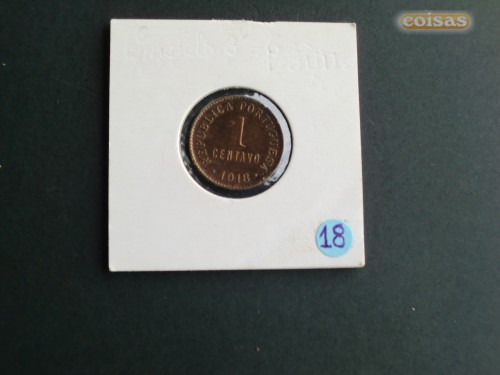 coisas
REPUBLICA PORTUGUESA
1
CENTAVO
• 1918 •
18